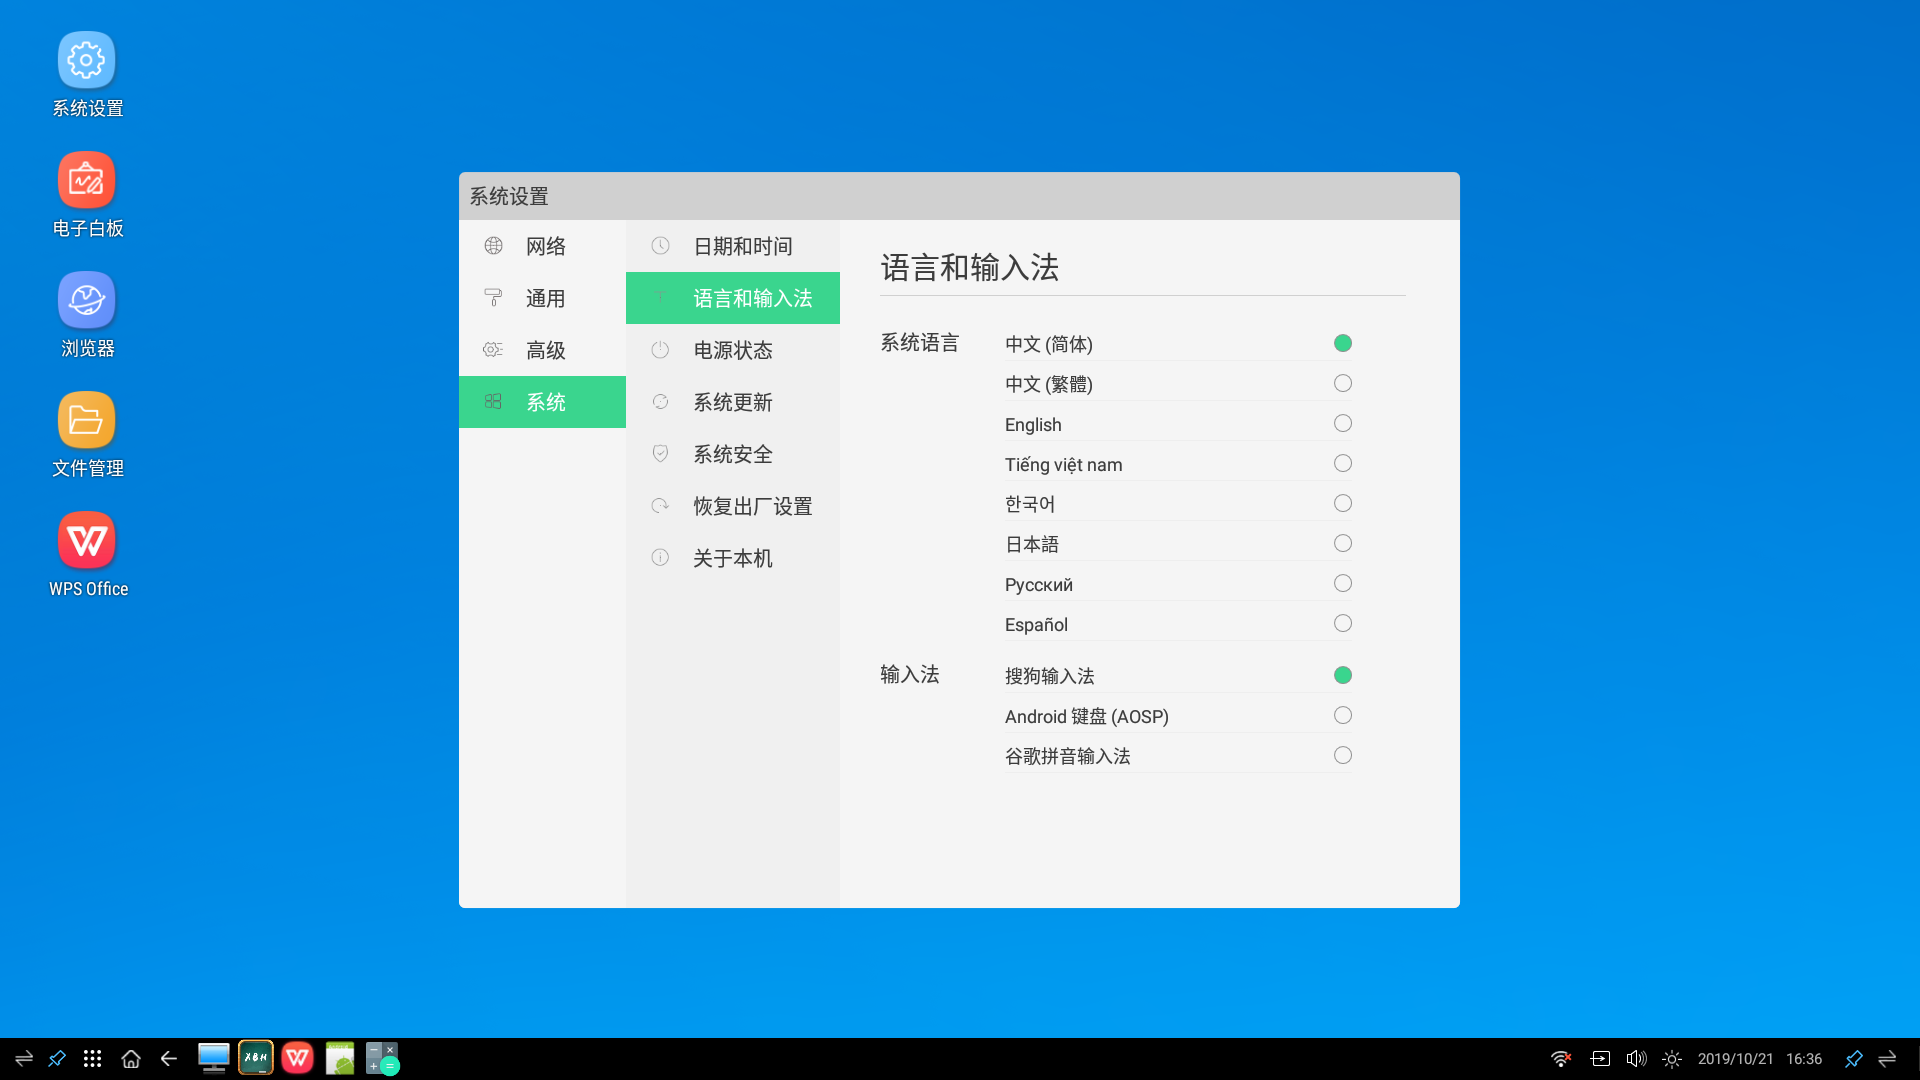 系统设置
电子白板
浏览器
文件管理
WPS Office
系统设置
网络
通用
高级
系统
日期和时间
语言和输入法
电源状态
系统更新
系统安全
恢复出厂设置
关于本机
语言和输入法
系统语言
中文 (简体)
中文 (繁體)
English
Tiếng việt nam
한국어
日本語
Русский
Español
输入法
搜狗输入法
Android 键盘 (AOSP)
谷歌拼音输入法
XBH
2019/10/21 16:36